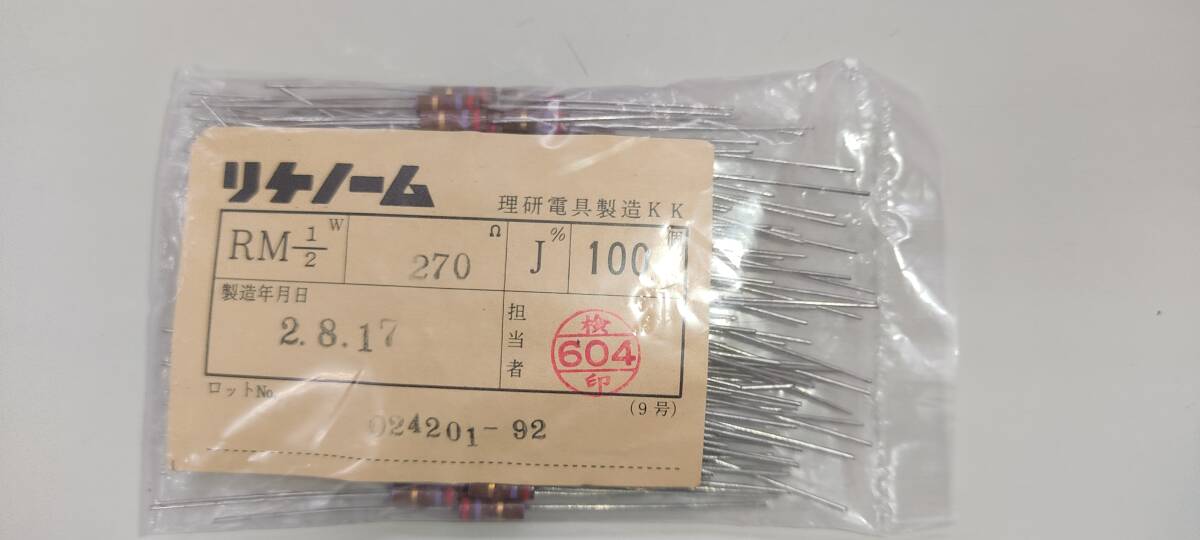 リケノーム
理研電具製造KK
RM-1/2 W 270 Ω J % 100 個
製造年月日
2.8.17
担当者
検
604
印
ロットNo.
(9号)
024201-92